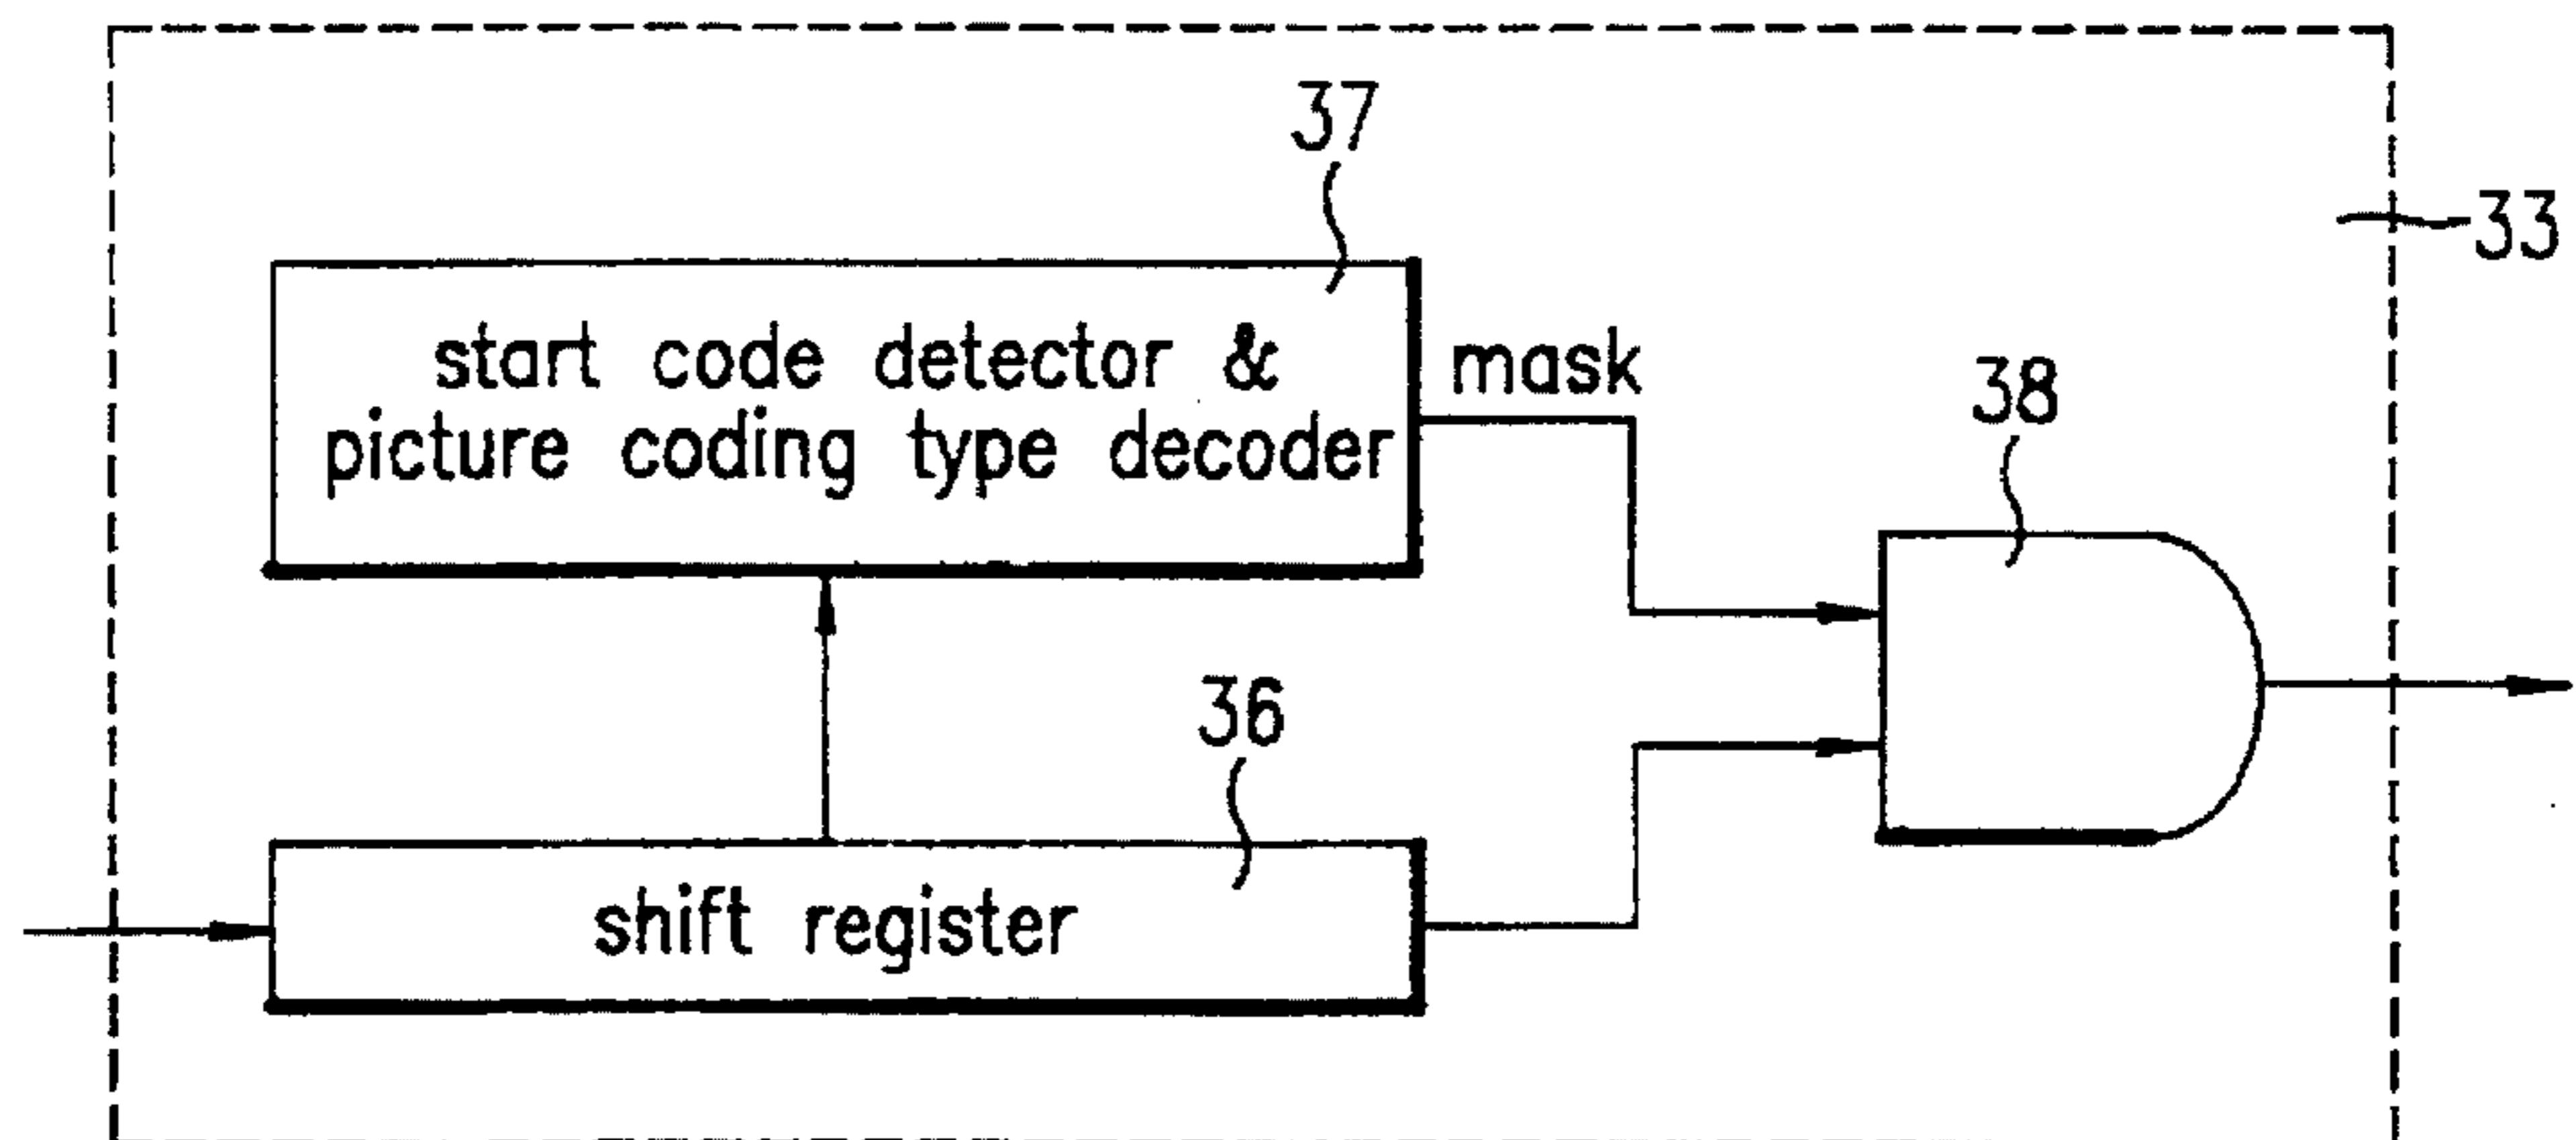 37
33
start code detector &
picture coding type decoder
mask
38
36
shift register